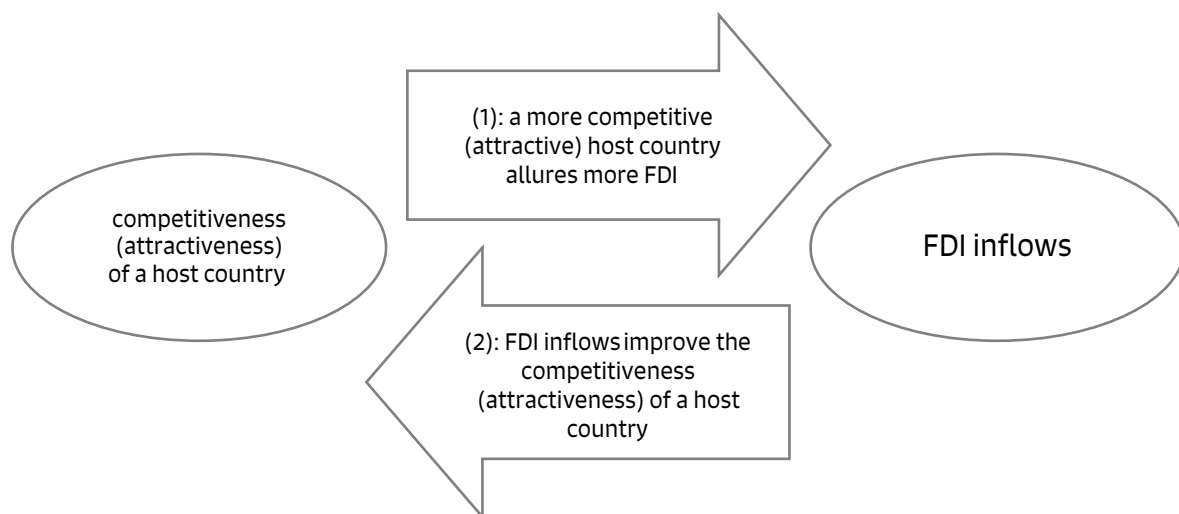 competitiveness
(attractiveness)
of a host country
(1): a more competitive
(attractive) host country
allures more FDI
FDI inflows
(2): FDI inflows improve the
competitiveness
(attractiveness) of a host
country